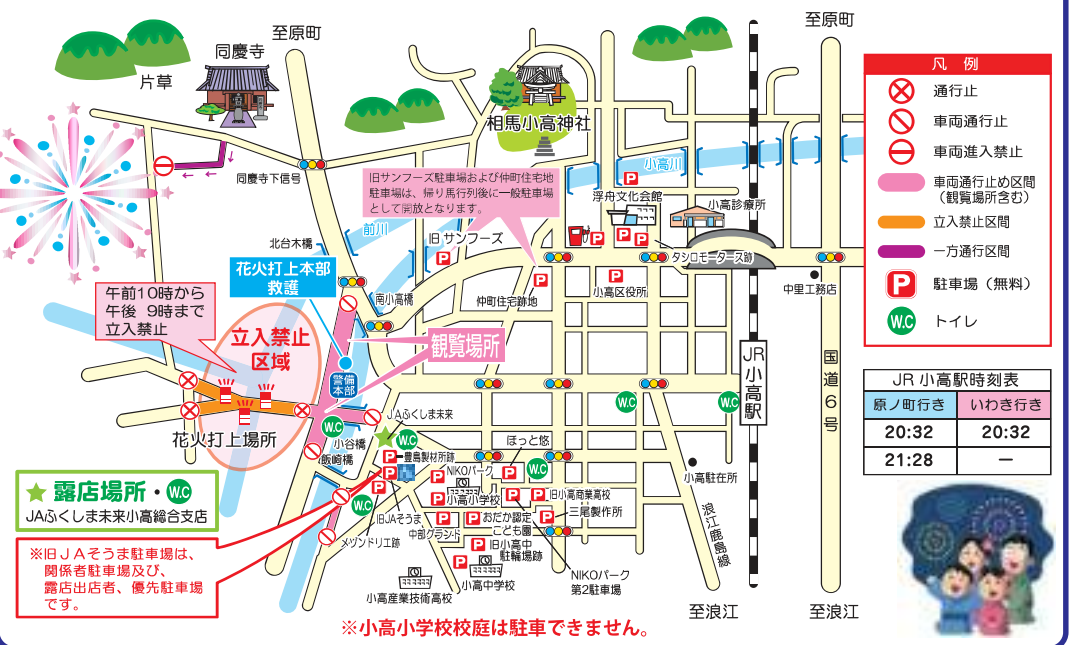 至原町
至原町
同慶寺
片草
相馬小高神社
小高川
同慶寺下信号
旧サンフーズ駐車場および仲町住宅地
駐車場は、帰り馬行列後に一般駐車場
として開放となります。
浮舟文化会館
小高診療所
前川
旧サンフーズ
北台木橋
タシロモータース跡
花火打上本部
救護
南小高橋
仲町住宅跡地
小高区役所
中里工務店
午前10時から
午後 9時まで
立入禁止
立入禁止
区域
観覧場所
警備
本部
JR小高駅
国道6号
花火打上場所
小谷橋
飯崎橋
JAふくしま未来
W.C
W.C
W.C
W.C
W.C
W.C
豊島製材所跡
ほっと悠
NIKOパーク
小高小学校
旧小高商業高校
小高駐在所
旧JAそうま
メゾンドリエ跡
中部グランド
おだか認定
こども園
三尾製作所
旧小高中
駐輪場跡
NIKOパーク
第2駐車場
小高中学校
小高産業技術高校
浪江鹿島線
至浪江
至浪江
★ 露店場所・W.C
JAふくしま未来小高総合支店
※旧JAそうま駐車場は、
関係者駐車場及び、
露店出店者、優先駐車場
です。
※小高小学校校庭は駐車できません。
凡 例
通行止
車両通行止
車両進入禁止
車両通行止め区間
(観覧場所含む)
立入禁止区間
一方通行区間
P 駐車場(無料)
W.C トイレ
JR 小高駅時刻表
原ノ町行き いわき行き
20:32 20:32
21:28 ―